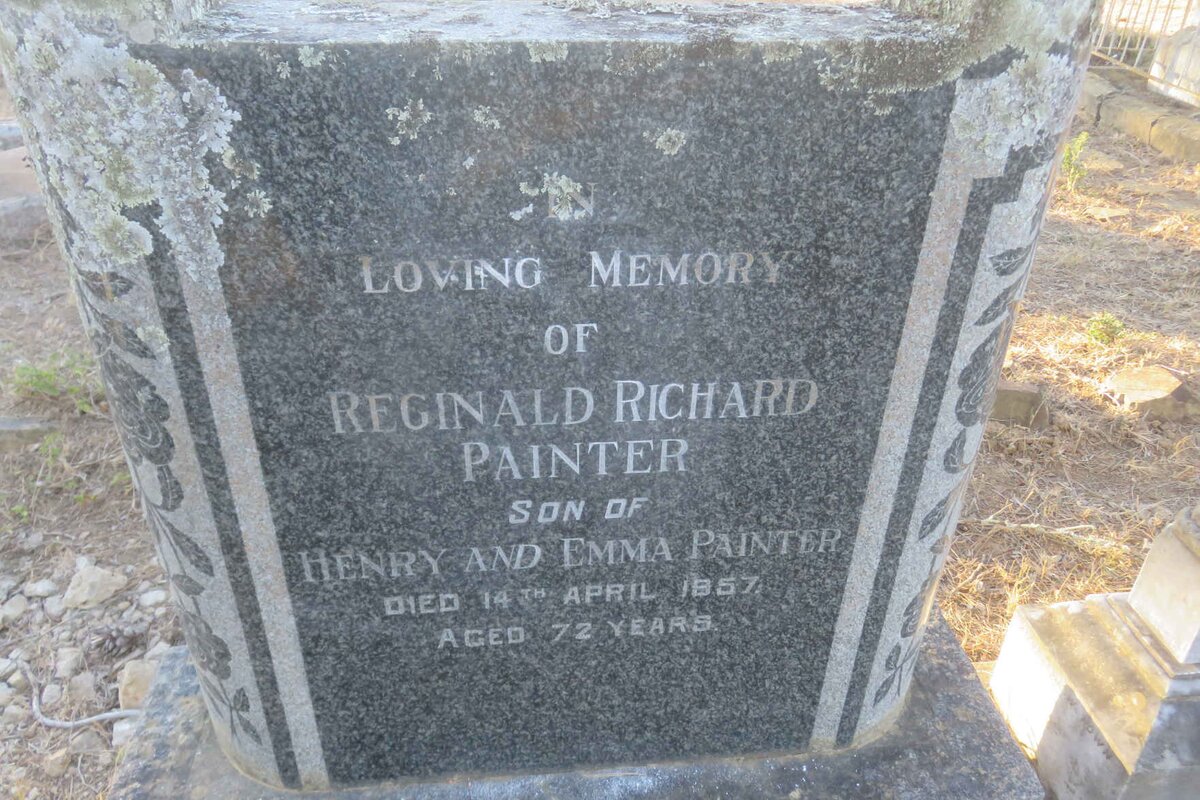 IN
LOVING MEMORY
OF
REGINALD RICHARD
PAINTER
SON OF
HENRY AND EMMA PAINTER
DIED 14TH APRIL 1957,
AGED 72 YEARS.